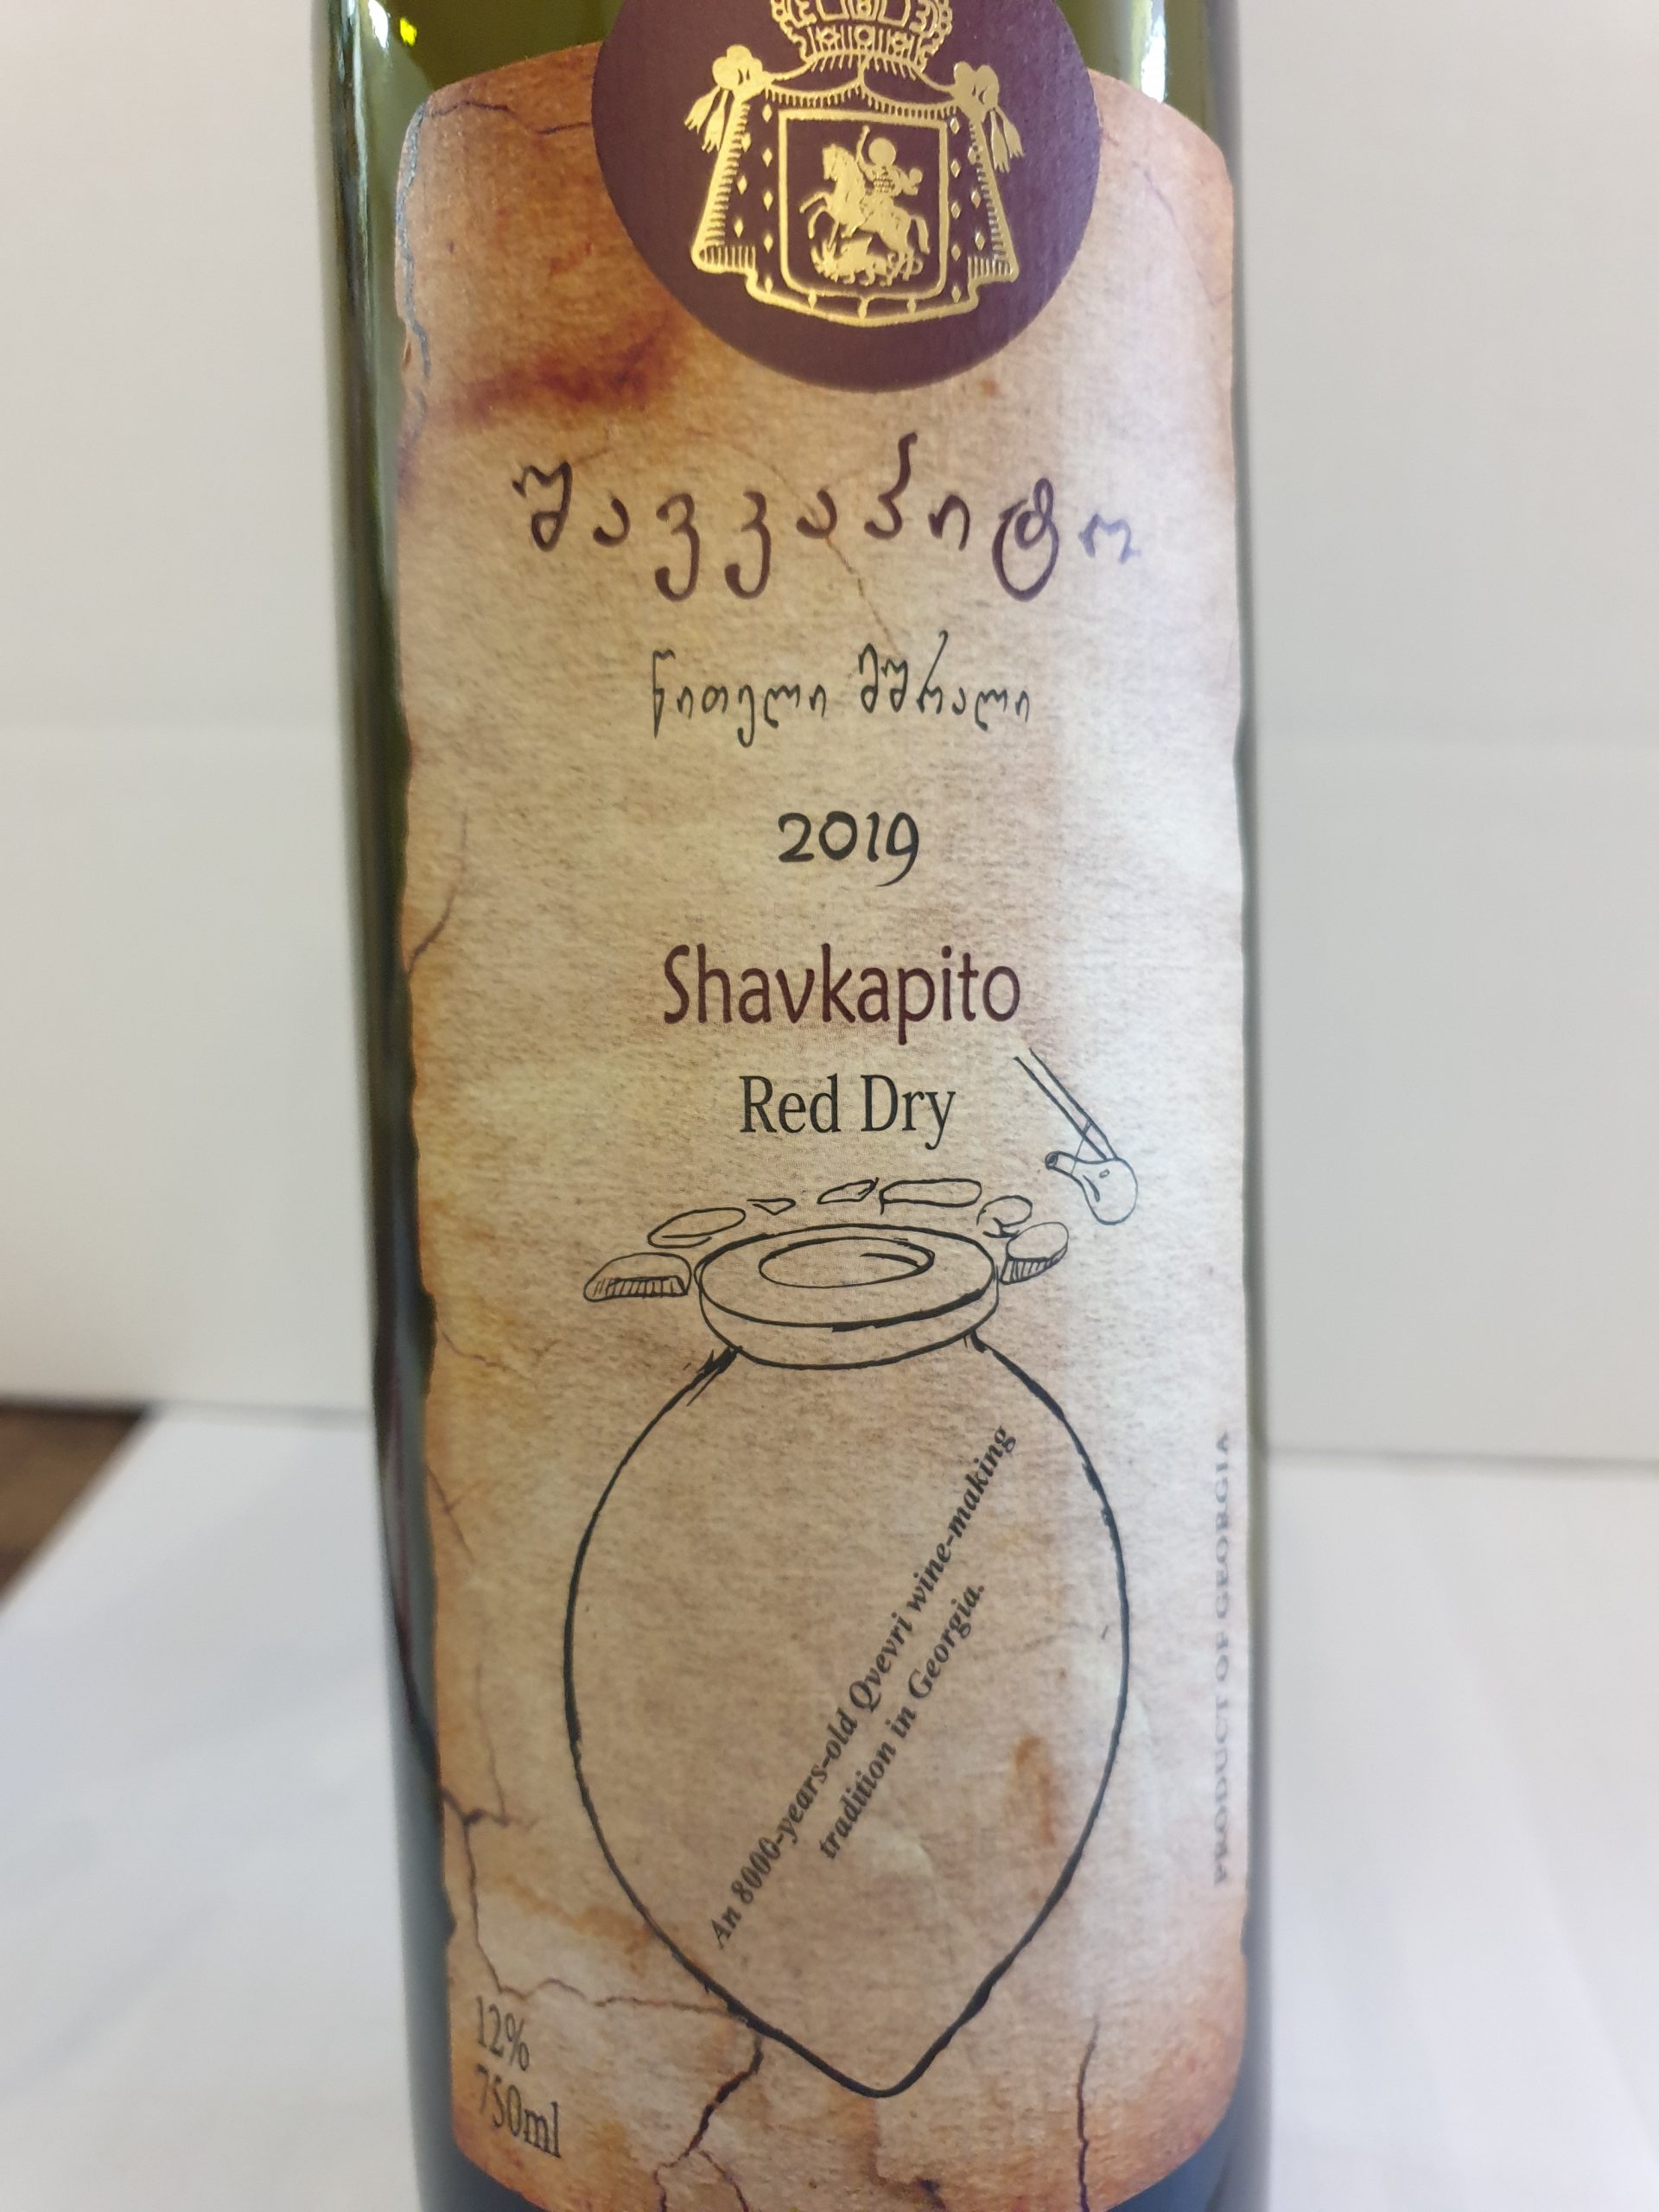 შავკაპიტო
წითელი მშრალი
2019
Shavkapito
Red Dry
An 8000-years-old Qvevri wine-making
tradition in Georgia.
PRODUCT OF GEORGIA
12%
750ml